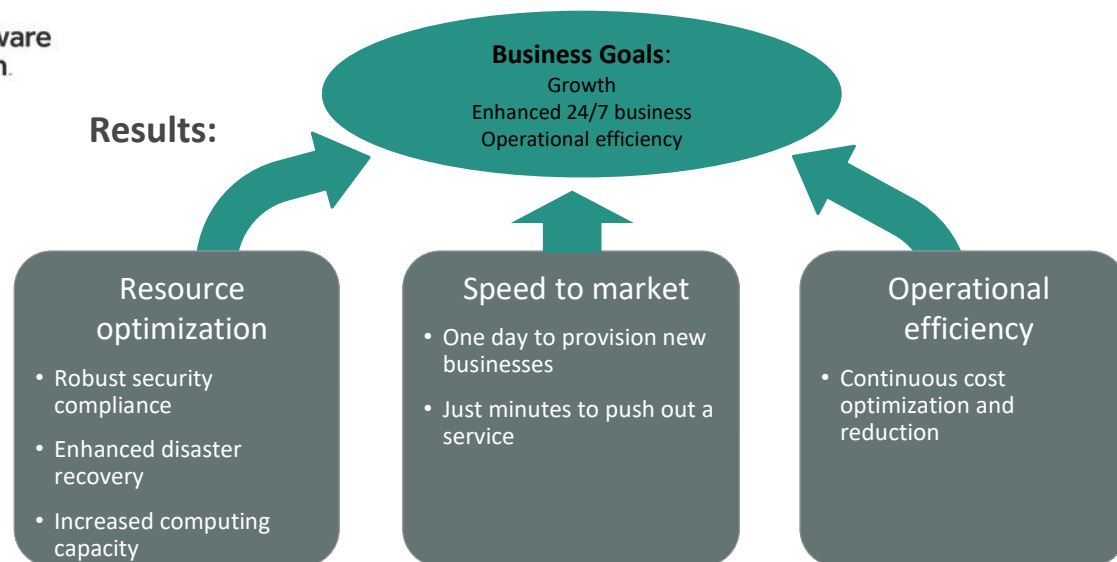 Business Goals:
Growth
Enhanced 24/7 business
Operational efficiency
Results:
Resource
optimization
• Robust security
compliance
• Enhanced disaster
recovery
• Increased computing
capacity
Speed to market
• One day to provision new
businesses
• Just minutes to push out a
service
Operational
efficiency
• Continuous cost
optimization and
reduction